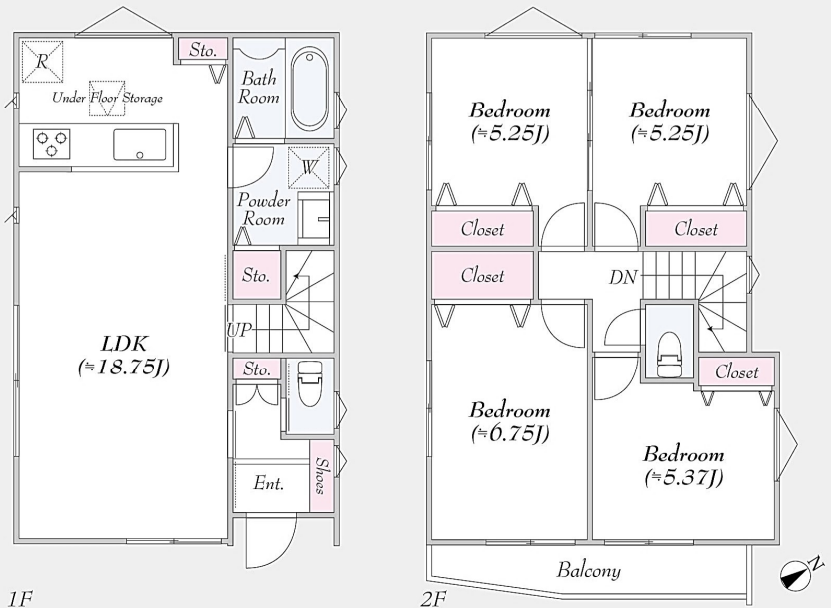 R
Sto.
Under Floor Storage
Bath
Room
W
Powder
Room
Sto.
UP
LDK
(≒18.75J)
Sto.
Ent.
Shoes
1F
Bedroom
(≒5.25J)
Bedroom
(≒5.25J)
Closet
Closet
Closet
DN
Closet
Bedroom
(≒6.75J)
Bedroom
(≒5.37J)
Balcony
N
2F